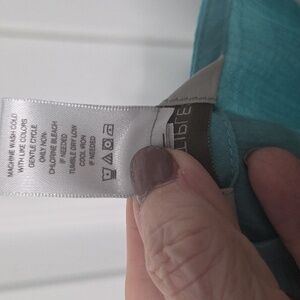 MACHINE WASH COLD
WITH LIKE COLORS
GENTLE CYCLE
ONLY NON-
CHLORINE BLEACH
IF NEEDED
TUMBLE DRY LOW
COOL IRON
IF NEEDED